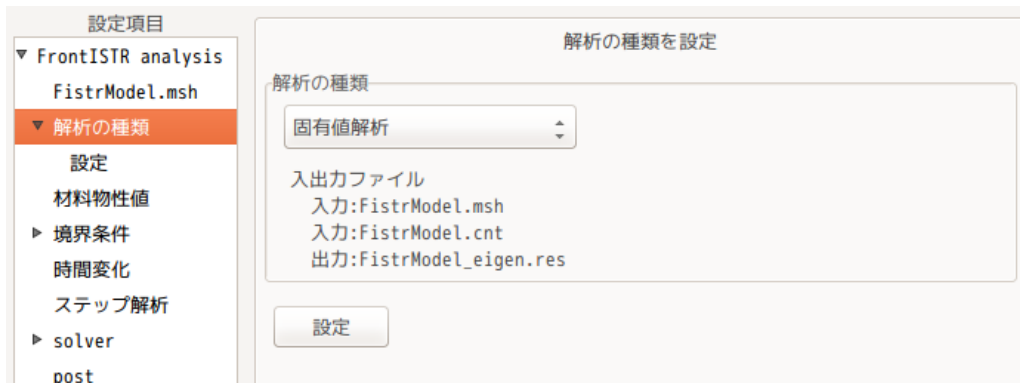 設定項目
FrontISTR analysis
FistrModel.msh
解析の種類
設定
材料物性値
境界条件
時間変化
ステップ解析
solver
post
解析の種類を設定
解析の種類
固有値解析
入出力ファイル
入力:FistrModel.msh
入力:FistrModel.cnt
出力:FistrModel_eigen.res
設定